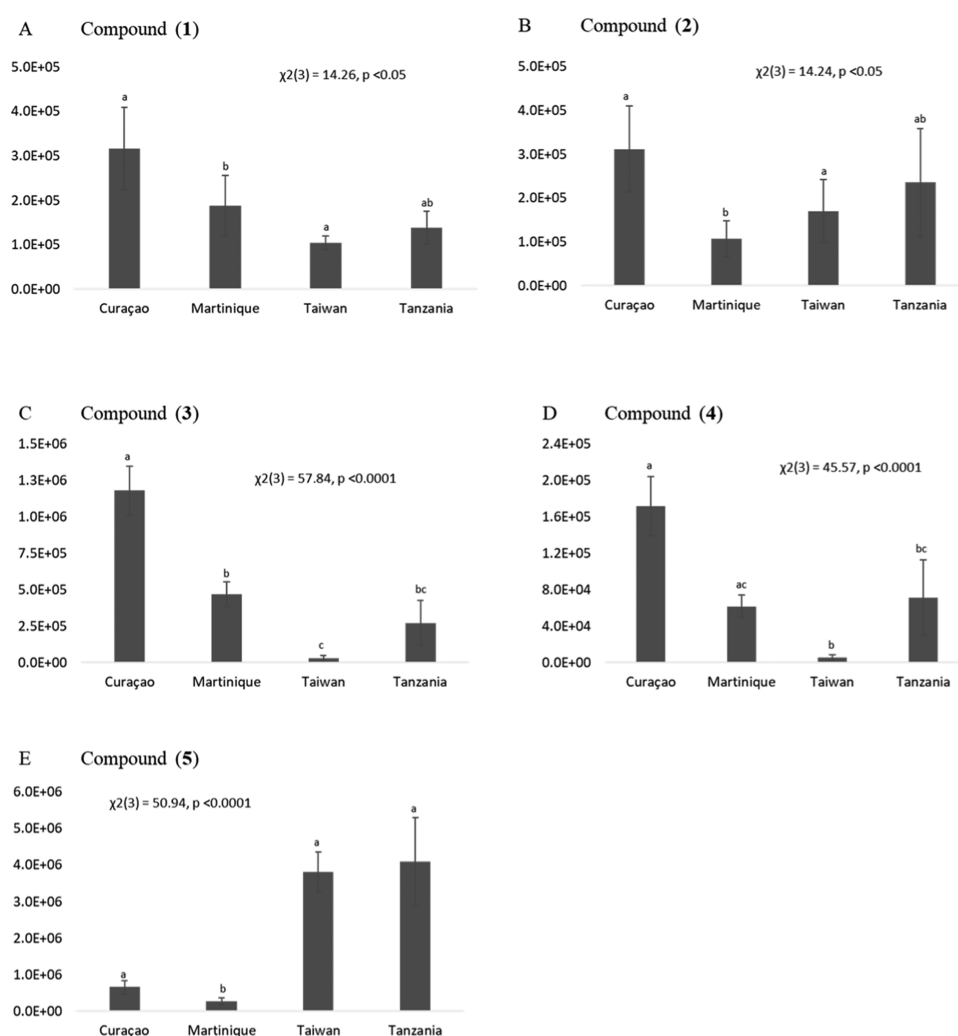 A Compound (1)
5.0E+05
4.0E+05
3.0E+05
2.0E+05
1.0E+05
0.0E+00
χ2(3) = 14.26, p <0.05
a
b
a
ab
Curaçao Martinique Taiwan Tanzania
B Compound (2)
5.0E+05
4.0E+05
3.0E+05
2.0E+05
1.0E+05
0.0E+00
χ2(3) = 14.24, p <0.05
a
b
a
ab
Curaçao Martinique Taiwan Tanzania
C Compound (3)
1.5E+06
1.3E+06
1.0E+06
7.5E+05
5.0E+05
2.5E+05
0.0E+00
χ2(3) = 57.84, p <0.0001
a
b
c
bc
Curaçao Martinique Taiwan Tanzania
D Compound (4)
2.4E+05
2.0E+05
1.6E+05
1.2E+05
8.0E+04
4.0E+04
0.0E+00
χ2(3) = 45.57, p <0.0001
a
ac
b
bc
Curaçao Martinique Taiwan Tanzania
E Compound (5)
6.0E+06
5.0E+06
4.0E+06
3.0E+06
2.0E+06
1.0E+06
0.0E+00
χ2(3) = 50.94, p <0.0001
a
b
a
a
Curaçao Martinique Taiwan Tanzania